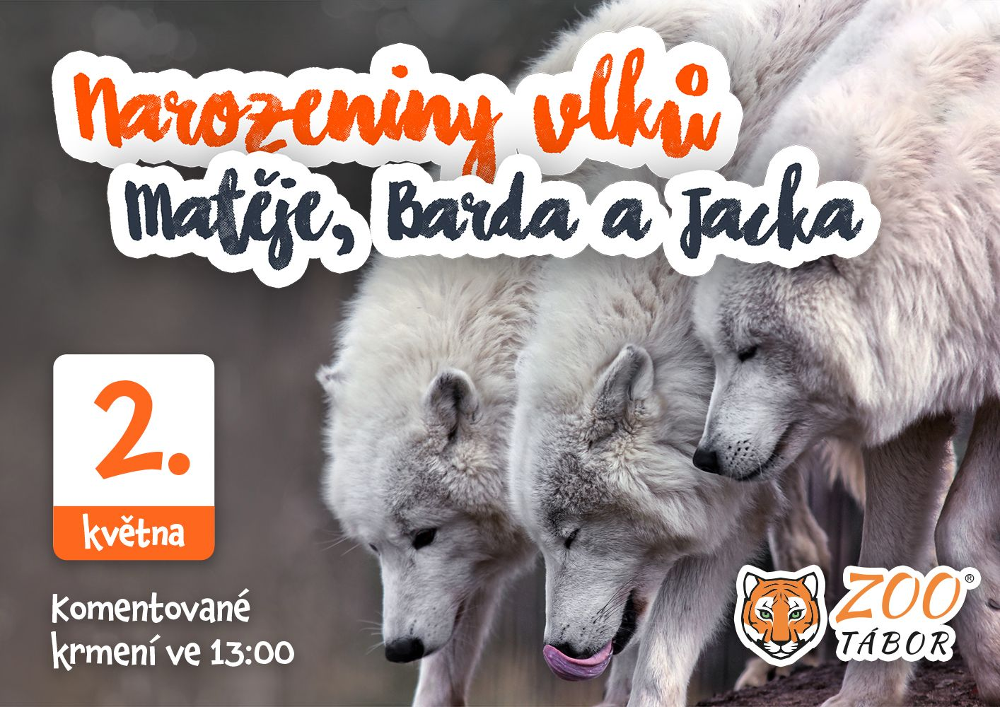 Narozeniny vlků
Matěje, Barda a Jacka
2.
května
Komentované
krmení ve 13:00
ZOO®
TÁBOR